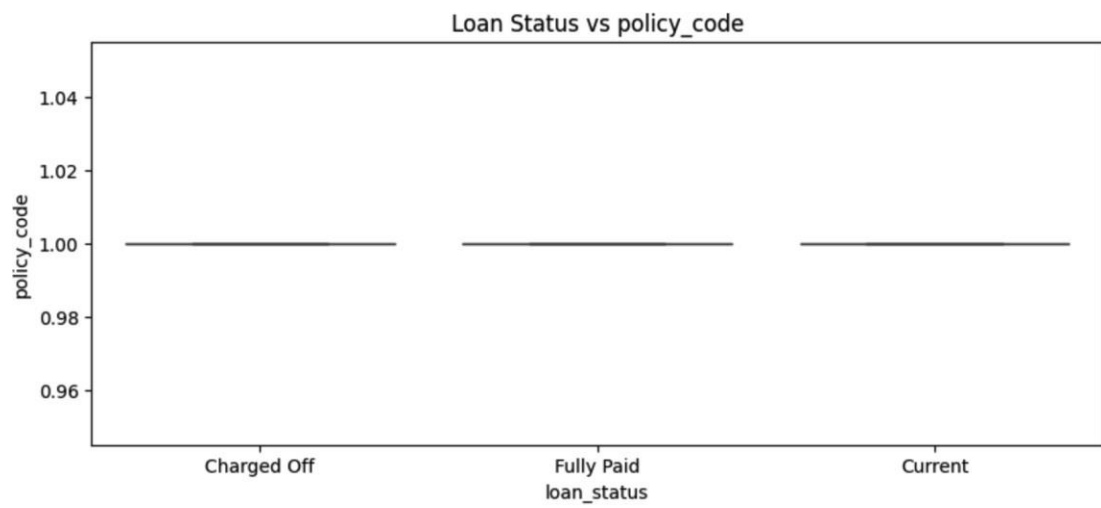 Loan Status vs policy_code
1.04
1.02
1.00
0.98
0.96
policy_code
Charged Off Fully Paid Current
loan_status